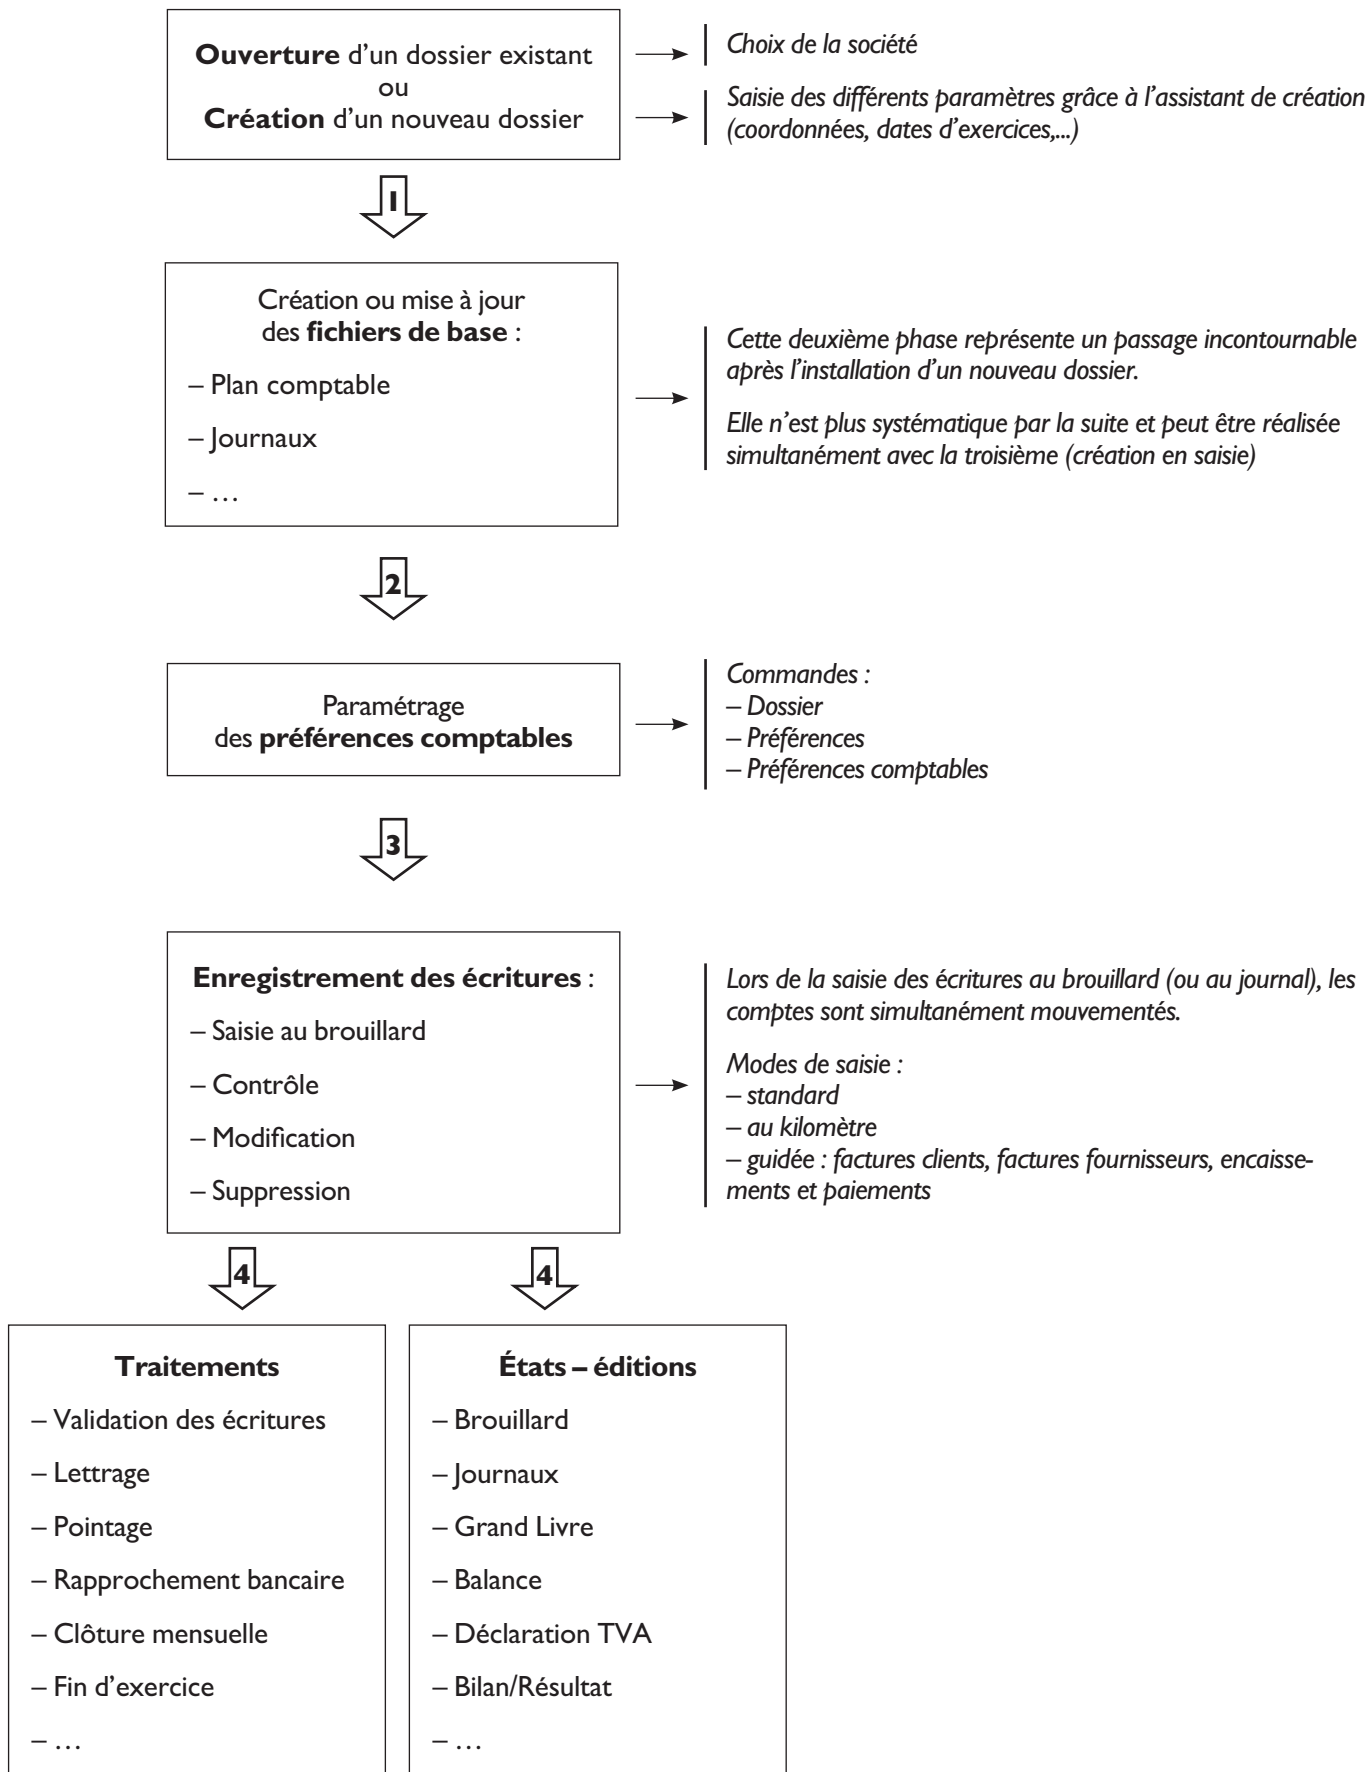 Ouverture d’un dossier existant
ou
Création d’un nouveau dossier
Choix de la société
Saisie des différents paramètres grâce à l’assistant de création
(coordonnées, dates d’exercices,...)
1
Création ou mise à jour
des fichiers de base :
– Plan comptable
– Journaux
– …
Cette deuxième phase représente un passage incontournable
après l’installation d’un nouveau dossier.
Elle n’est plus systématique par la suite et peut être réalisée
simultanément avec la troisième (création en saisie)
2
Paramétrage
des préférences comptables
Commandes :
– Dossier
– Préférences
– Préférences comptables
3
Enregistrement des écritures :
– Saisie au brouillard
– Contrôle
– Modification
– Suppression
Lors de la saisie des écritures au brouillard (ou au journal), les
comptes sont simultanément mouvementés.
Modes de saisie :
– standard
– au kilomètre
– guidée : factures clients, factures fournisseurs, encaisse-
ments et paiements
4
4
Traitements
– Validation des écritures
– Lettrage
– Pointage
– Rapprochement bancaire
– Clôture mensuelle
– Fin d’exercice
– …
États – éditions
– Brouillard
– Journaux
– Grand Livre
– Balance
– Déclaration TVA
– Bilan/Résultat
– …